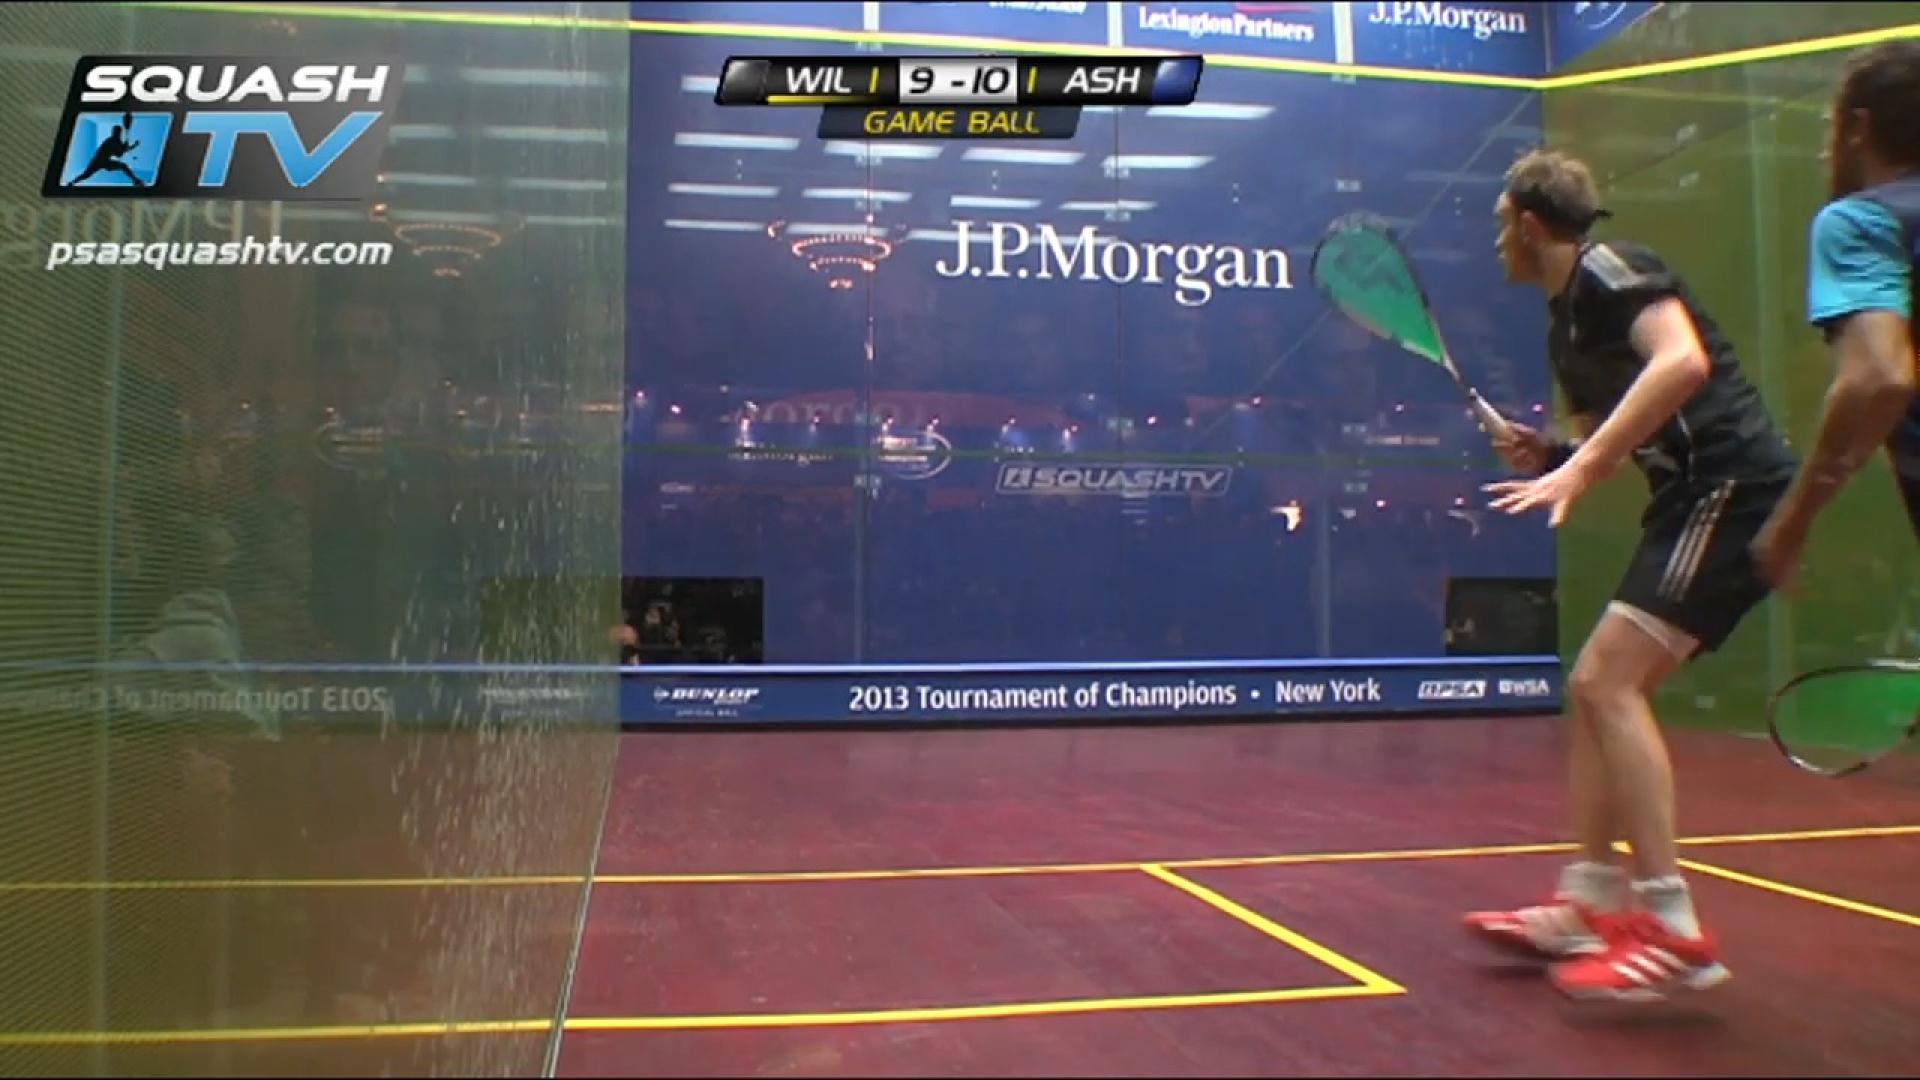 LexingtonPartners
J.P.Morgan
SQUASH
TV
psasquashtv.com
WIL 1 9 - 10 1 ASH
GAME BALL
J.P.Morgan
SQUASHTV
DUNLOP
2013 Tournament of Champions • New York
PSA
WSA